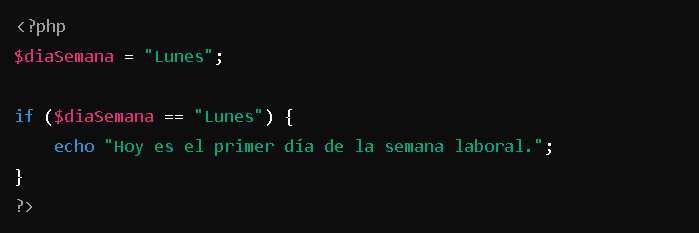 <?php
$diaSemana = "Lunes";
if ($diaSemana == "Lunes") {
    echo "Hoy es el primer día de la semana laboral.";
}
?>